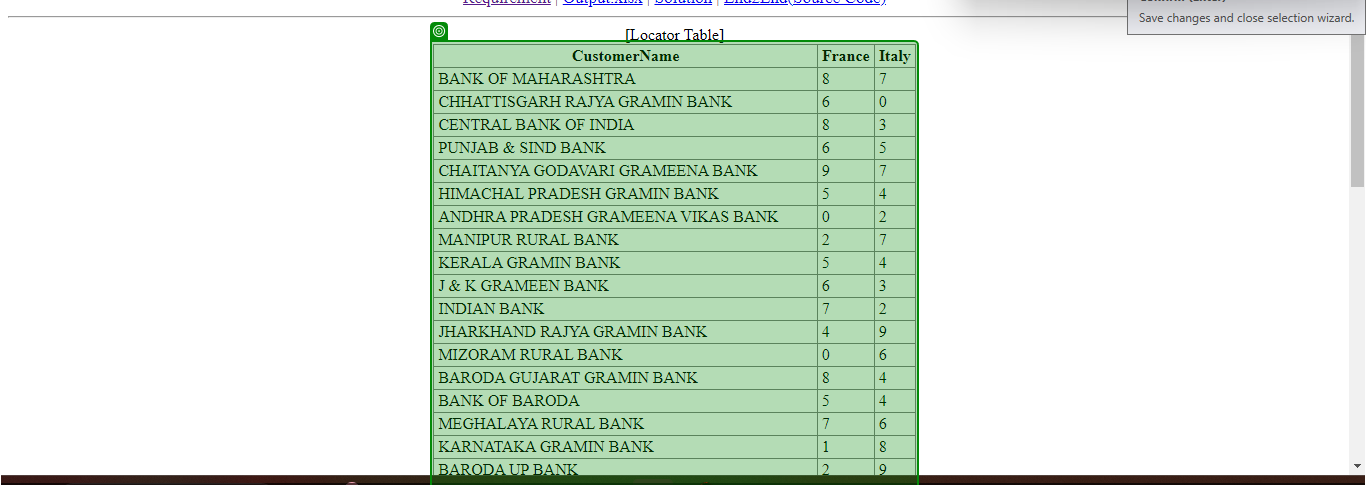 Requirement | Output.xlsx | Solution | End2End(Source Code)
Save changes and close selection wizard.
[Locator Table]
CustomerName France Italy
BANK OF MAHARASHTRA 8 7
CHHATTISGARH RAJYA GRAMIN BANK 6 0
CENTRAL BANK OF INDIA 8 3
PUNJAB & SIND BANK 6 5
CHAITANYA GODAVARI GRAMEENA BANK 9 7
HIMACHAL PRADESH GRAMIN BANK 5 4
ANDHRA PRADESH GRAMEENA VIKAS BANK 0 2
MANIPUR RURAL BANK 2 7
KERALA GRAMIN BANK 5 4
J & K GRAMEEN BANK 6 3
INDIAN BANK 7 2
JHARKHAND RAJYA GRAMIN BANK 4 9
MIZORAM RURAL BANK 0 6
BARODA GUJARAT GRAMIN BANK 8 4
BANK OF BARODA 5 4
MEGHALAYA RURAL BANK 7 6
KARNATAKA GRAMIN BANK 1 8
BARODA UP BANK 2 9